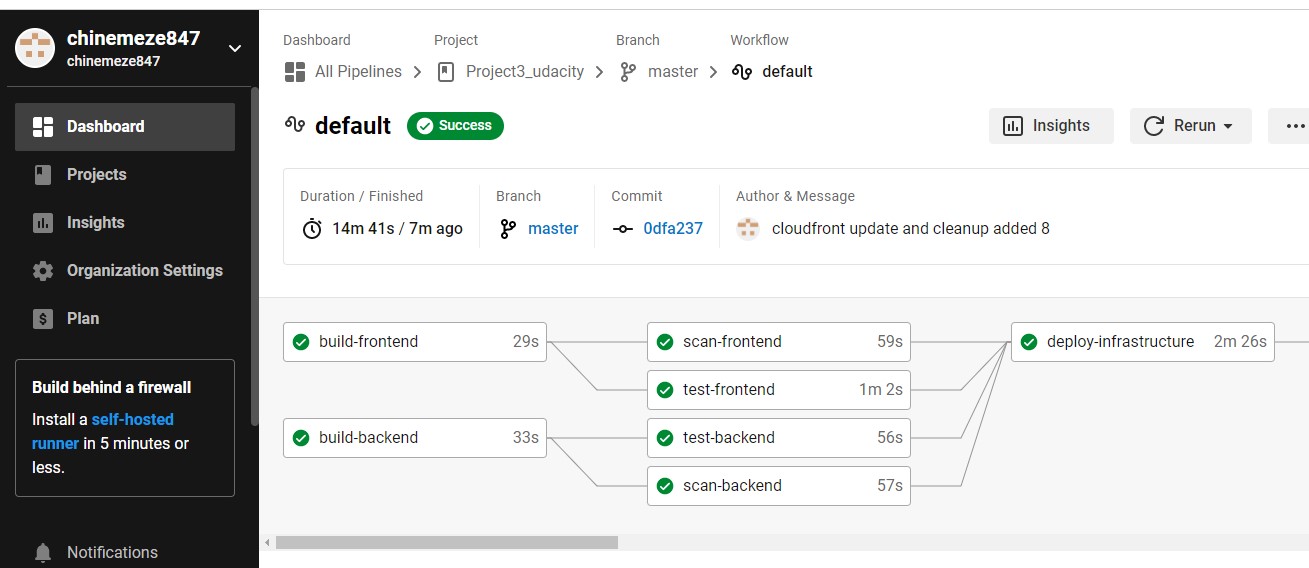 chinemeze847
chinemeze847
Dashboard
Projects
Insights
Organization Settings
Plan
Build behind a firewall
Install a self-hosted
runner in 5 minutes or
less.
Notifications
Dashboard Project Branch Workflow
All Pipelines Project3_udacity master default
default Success Insights Rerun
Duration / Finished Branch Commit Author & Message
14m 41s / 7m ago master 0dfa237 cloudfront update and cleanup added 8
build-frontend 29s scan-frontend 59s deploy-infrastructure 2m 26s
test-frontend 1m 2s
build-backend 33s test-backend 56s
scan-backend 57s